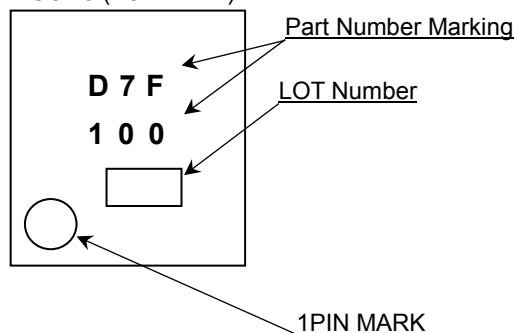 Part Number Marking
D 7 F
LOT Number
1 0 0
1PIN MARK